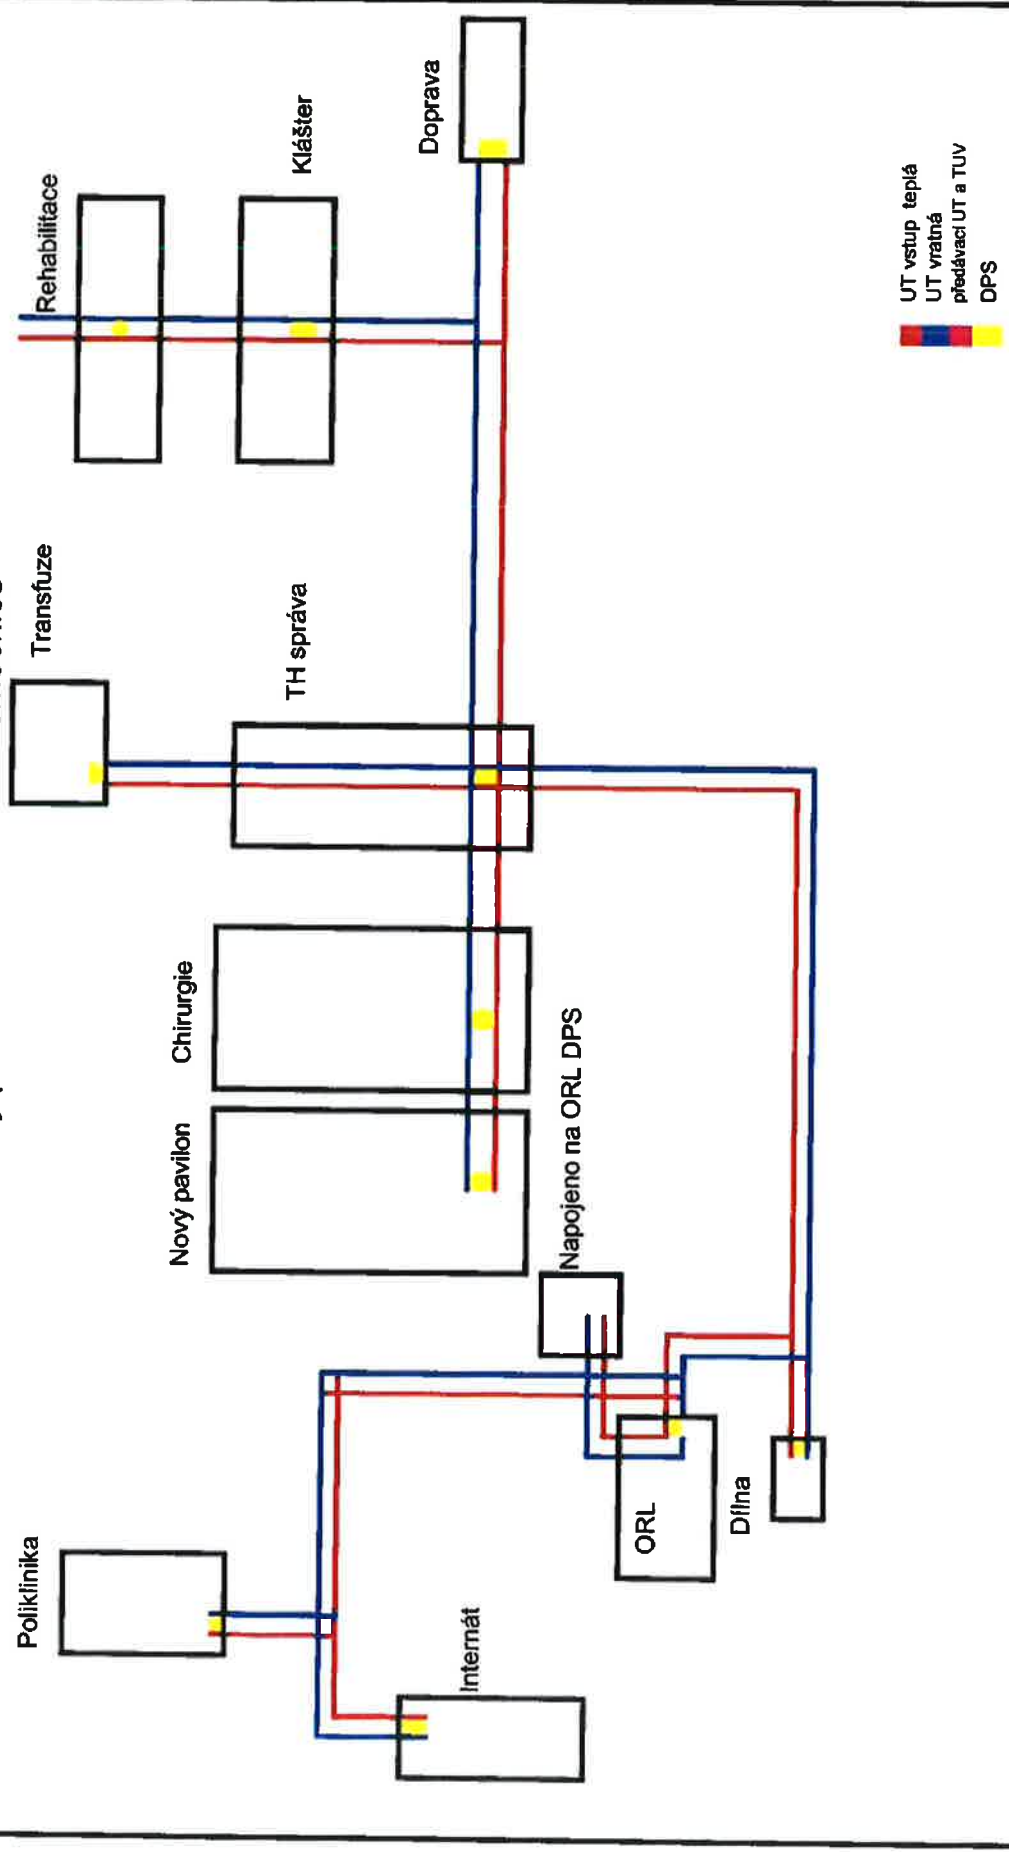 Poliklinika
Internát
ORL
Dílna
Napojeno na ORL DPS
Nový pavilon
Chirurgie
TH správa
Transfuze
Rehabilitace
Klášter
Doprava
UT vstup teplá
UT vratná
předávací UT a TUV
DPS